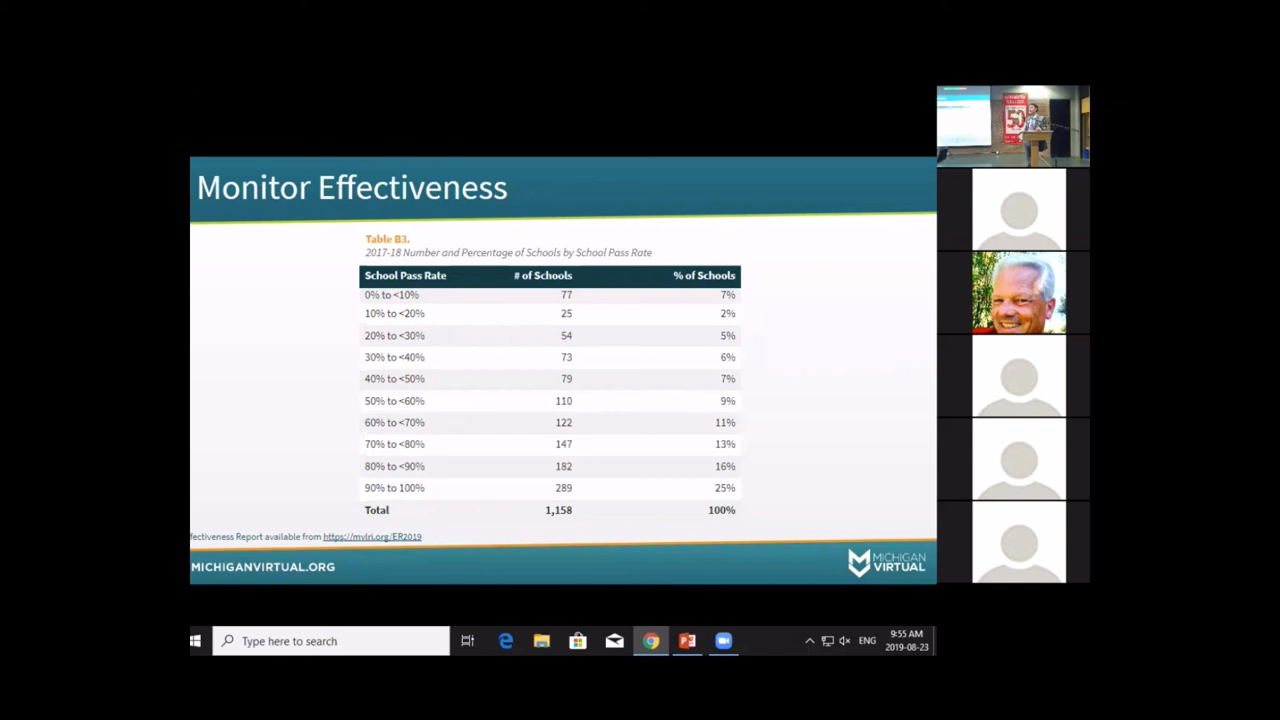 Monitor Effectiveness
Table B3.
2017-18 Number and Percentage of Schools by School Pass Rate
School Pass Rate # of Schools % of Schools
0% to <10% 77 7%
10% to <20% 25 2%
20% to <30% 54 5%
30% to <40% 73 6%
40% to <50% 79 7%
50% to <60% 110 9%
60% to <70% 122 11%
70% to <80% 147 13%
80% to <90% 182 16%
90% to 100% 289 25%
Total 1,158 100%
fectiveness Report available from https://mvlri.org/ER2019
MICHIGANVIRTUAL.ORG
MICHIGAN
VIRTUAL
50
Type here to search
ENG
9:55 AM
2019-08-23